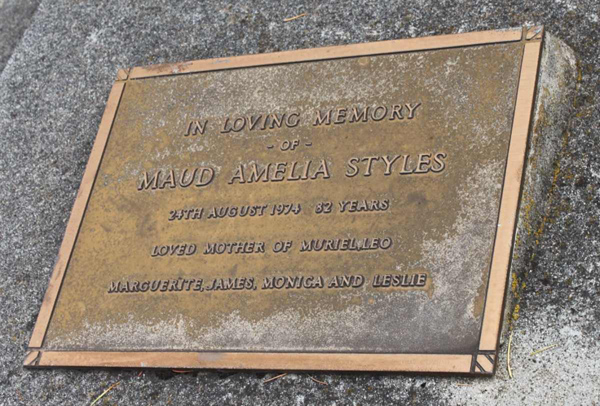 IN LOVING MEMORY
- OF -
MAUD AMELIA STYLES
24TH AUGUST 1974 82 YEARS
LOVED MOTHER OF MURIEL, LEO
MARGUERITE, JAMES, MONICA AND LESLIE